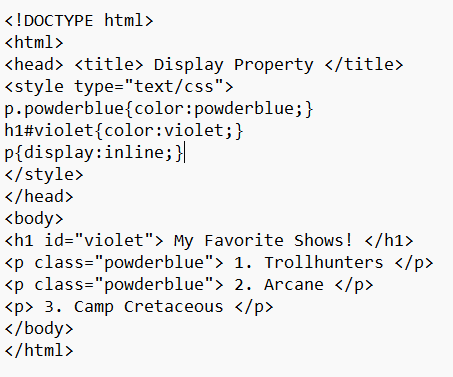 <!DOCTYPE html>
<html>
<head> <title> Display Property </title>
<style type="text/css">
p.powderblue{color:powderblue;}
h1#violet{color:violet;}
p{display:inline;}
</style>
</head>
<body>
<h1 id="violet"> My Favorite Shows! </h1>
<p class="powderblue"> 1. Trollhunters </p>
<p class="powderblue"> 2. Arcane </p>
<p> 3. Camp Cretaceous </p>
</body>
</html>